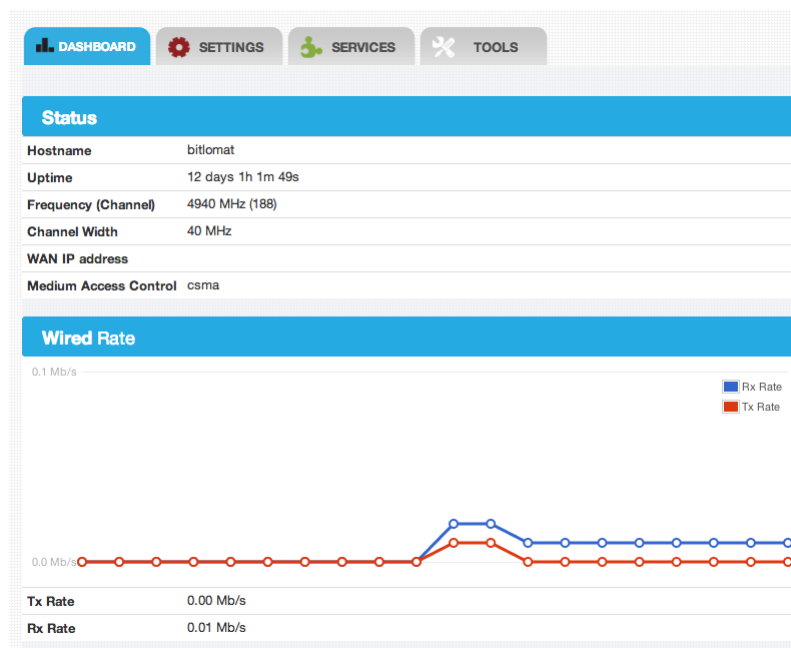 DASHBOARD SETTINGS SERVICES TOOLS
Status
Hostname bitlomat
Uptime 12 days 1h 1m 49s
Frequency (Channel) 4940 MHz (188)
Channel Width 40 MHz
WAN IP address
Medium Access Control csma
Wired Rate
0.1 Mb/s
Rx Rate
Tx Rate
0.0 Mb/s
Tx Rate 0.00 Mb/s
Rx Rate 0.01 Mb/s